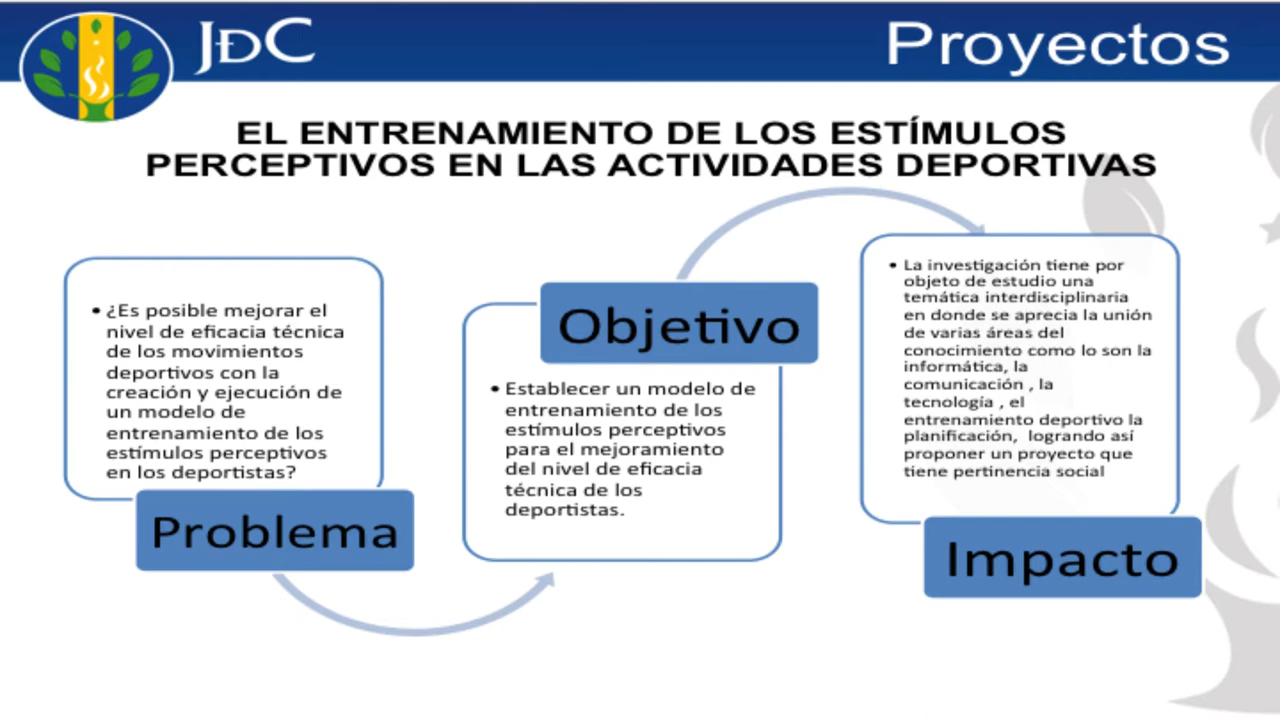 JDC
Proyectos
EL ENTRENAMIENTO DE LOS ESTÍMULOS
PERCEPTIVOS EN LAS ACTIVIDADES DEPORTIVAS
• ¿Es posible mejorar el
nivel de eficacia técnica
de los movimientos
deportivos con la
creación y ejecución de
un modelo de
entrenamiento de los
estímulos perceptivos
en los deportistas?
Problema
Objetivo
• Establecer un modelo de
entrenamiento de los
estímulos perceptivos
para el mejoramiento
del nivel de eficacia
técnica de los
deportistas.
• La investigación tiene por
objeto de estudio una
temática interdisciplinaria
en donde se aprecia la unión
de varias áreas del
conocimiento como lo son la
informática, la
comunicación , la
tecnología , el
entrenamiento deportivo la
planificación, logrando así
proponer un proyecto que
tiene pertinencia social
Impacto